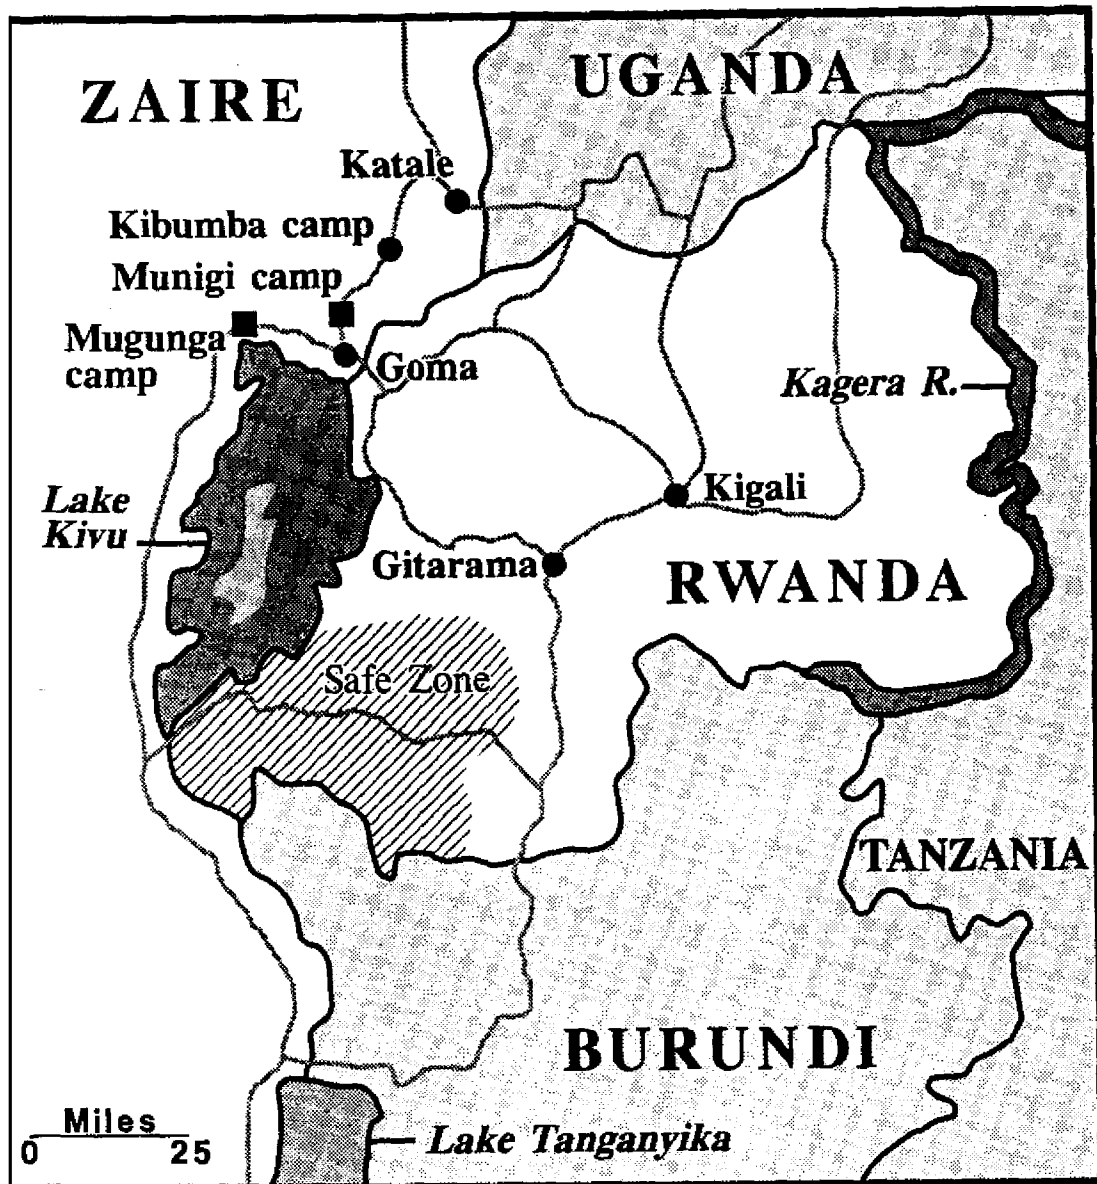 ZAIRE
UGANDA
Katale
Kibumba camp
Munigi camp
Mugunga
camp
Goma
Kagera R.
Lake
Kivu
Kigali
Gitarama
RWANDA
Safe Zone
TANZANIA
BURUNDI
Miles
0 25
Lake Tanganyika